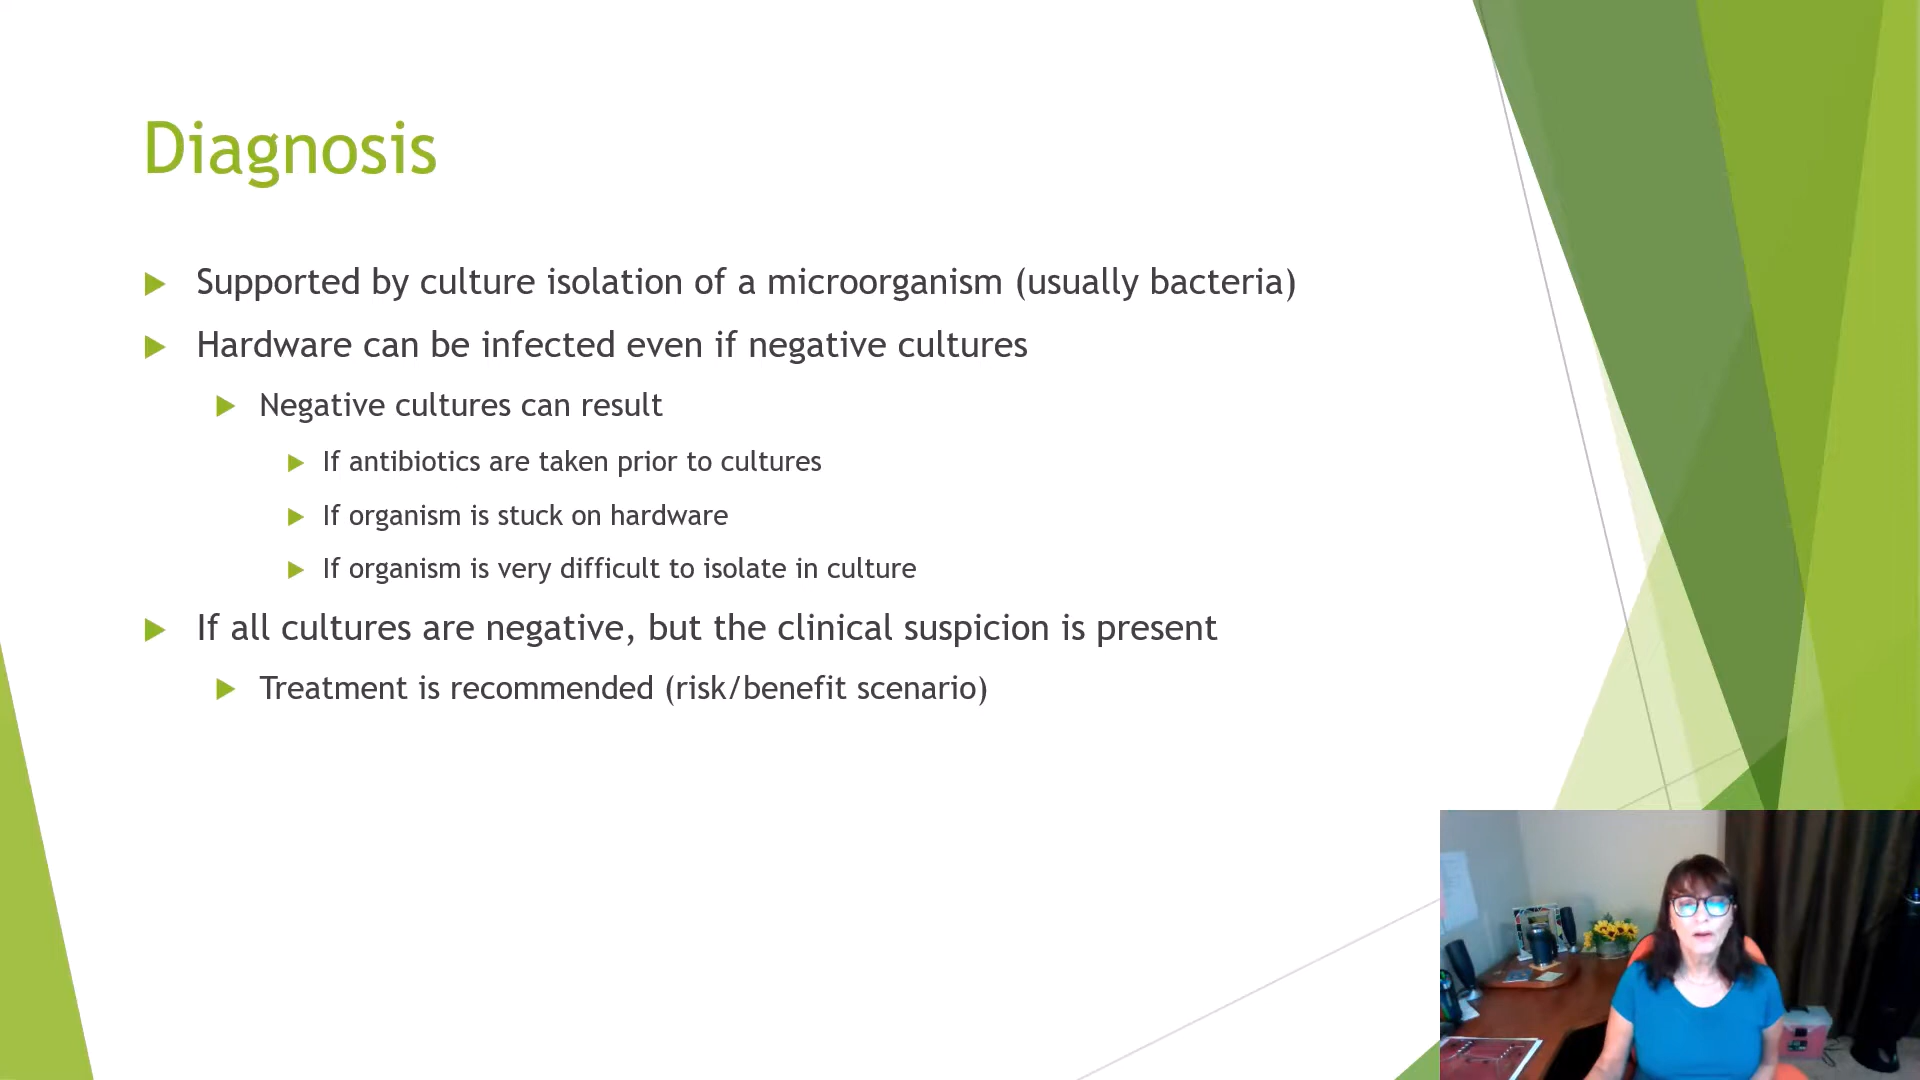 Diagnosis
Supported by culture isolation of a microorganism (usually bacteria)
Hardware can be infected even if negative cultures
Negative cultures can result
If antibiotics are taken prior to cultures
If organism is stuck on hardware
If organism is very difficult to isolate in culture
If all cultures are negative, but the clinical suspicion is present
Treatment is recommended (risk/benefit scenario)